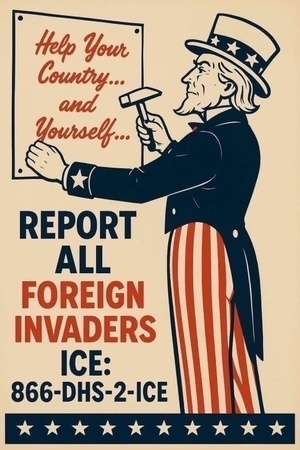 Help Your
Country...
and
Yourself...
REPORT
ALL
FOREIGN
INVADERS
ICE:
866-DHS-2-ICE